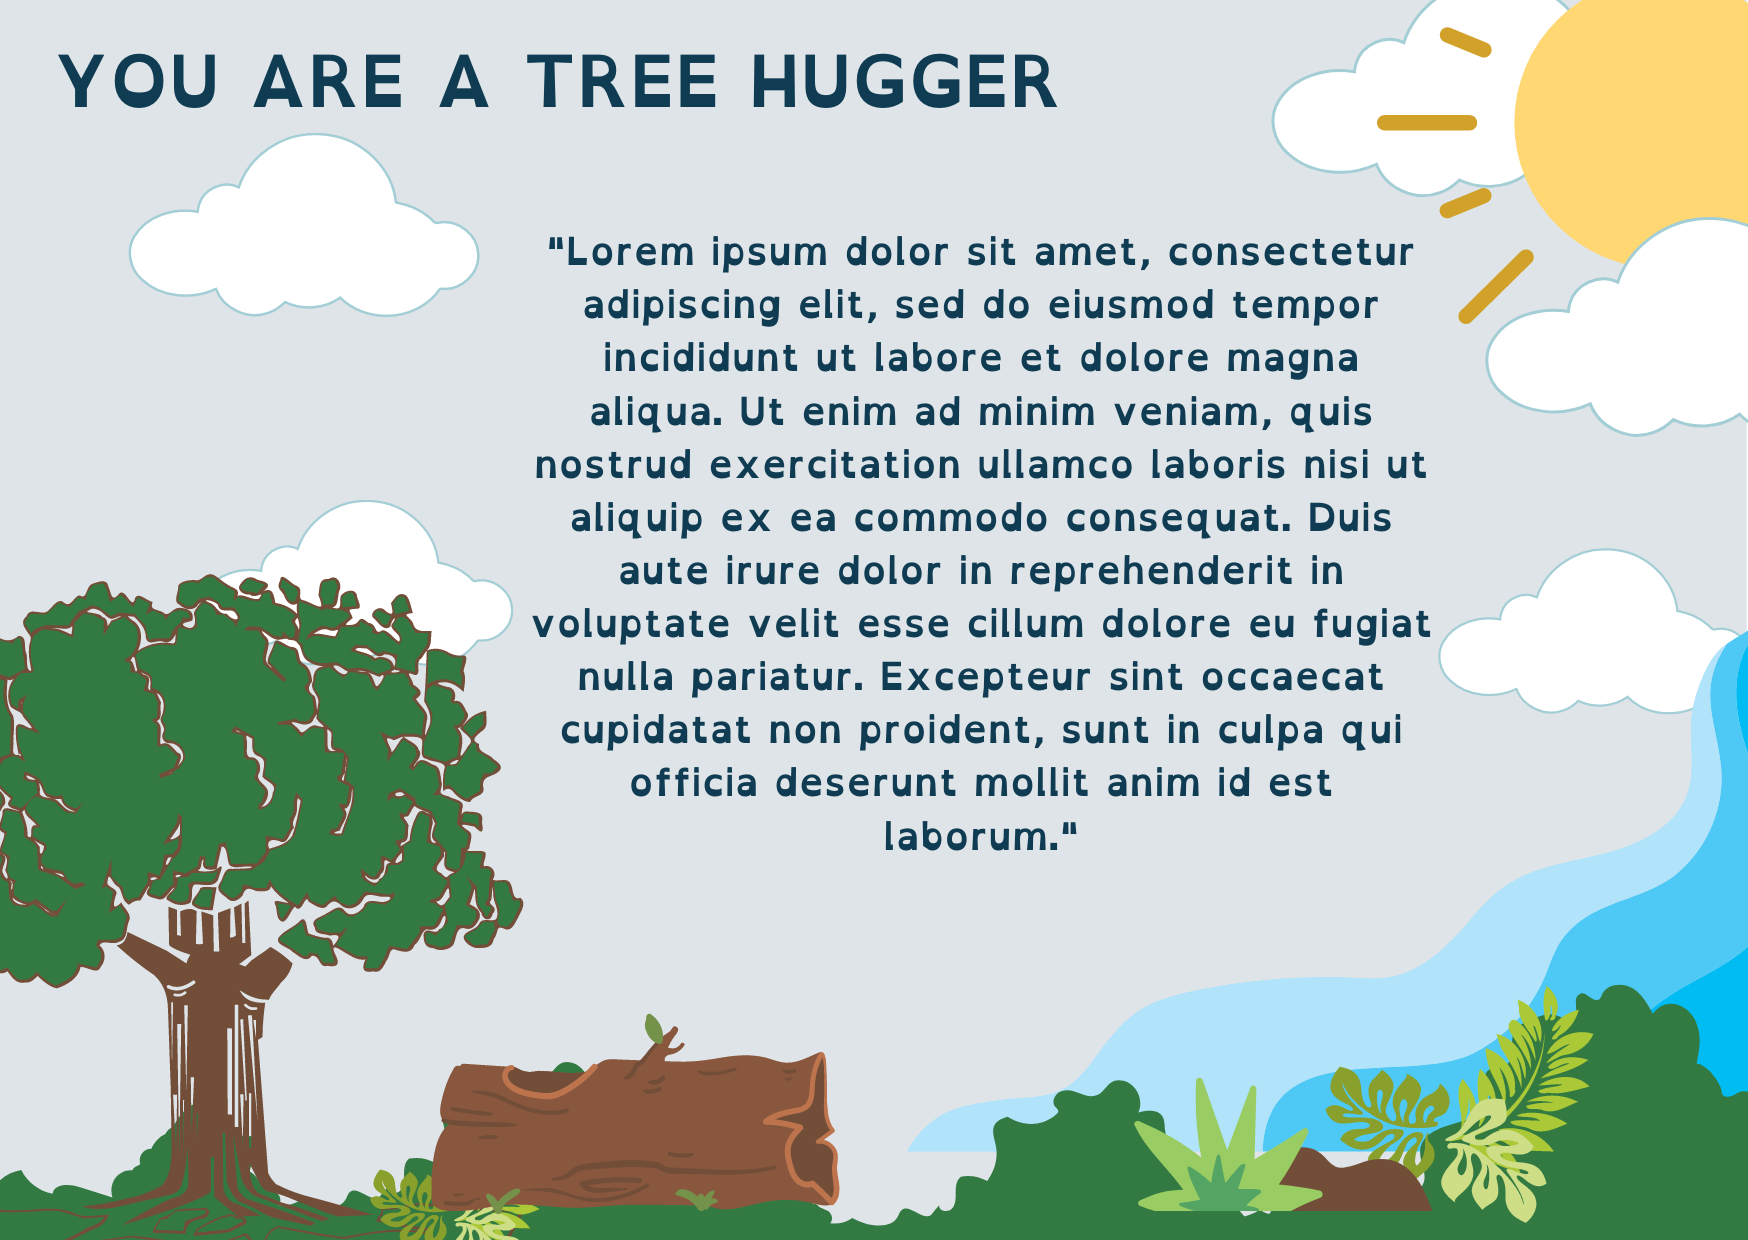 YOU ARE A TREE HUGGER
"Lorem ipsum dolor sit amet, consectetur
adipiscing elit, sed do eiusmod tempor
incididunt ut labore et dolore magna
aliqua. Ut enim ad minim veniam, quis
nostrud exercitation ullamco laboris nisi ut
aliquip ex ea commodo consequat. Duis
aute irure dolor in reprehenderit in
voluptate velit esse cillum dolore eu fugiat
nulla pariatur. Excepteur sint occaecat
cupidatat non proident, sunt in culpa qui
officia deserunt mollit anim id est
laborum."